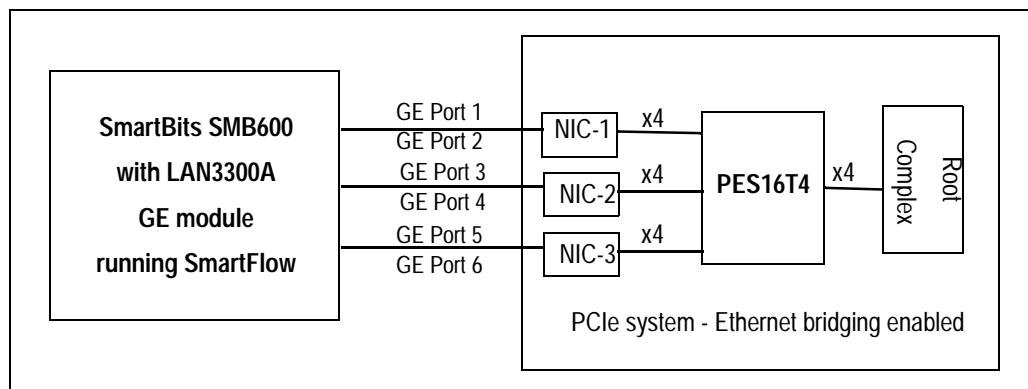 SmartBits SMB600
with LAN3300A
GE module
running SmartFlow
GE Port 1
GE Port 2
GE Port 3
GE Port 4
GE Port 5
GE Port 6
NIC-1
NIC-2
NIC-3
x4
x4
x4
PES16T4
x4
Root
Complex
PCIe system - Ethernet bridging enabled